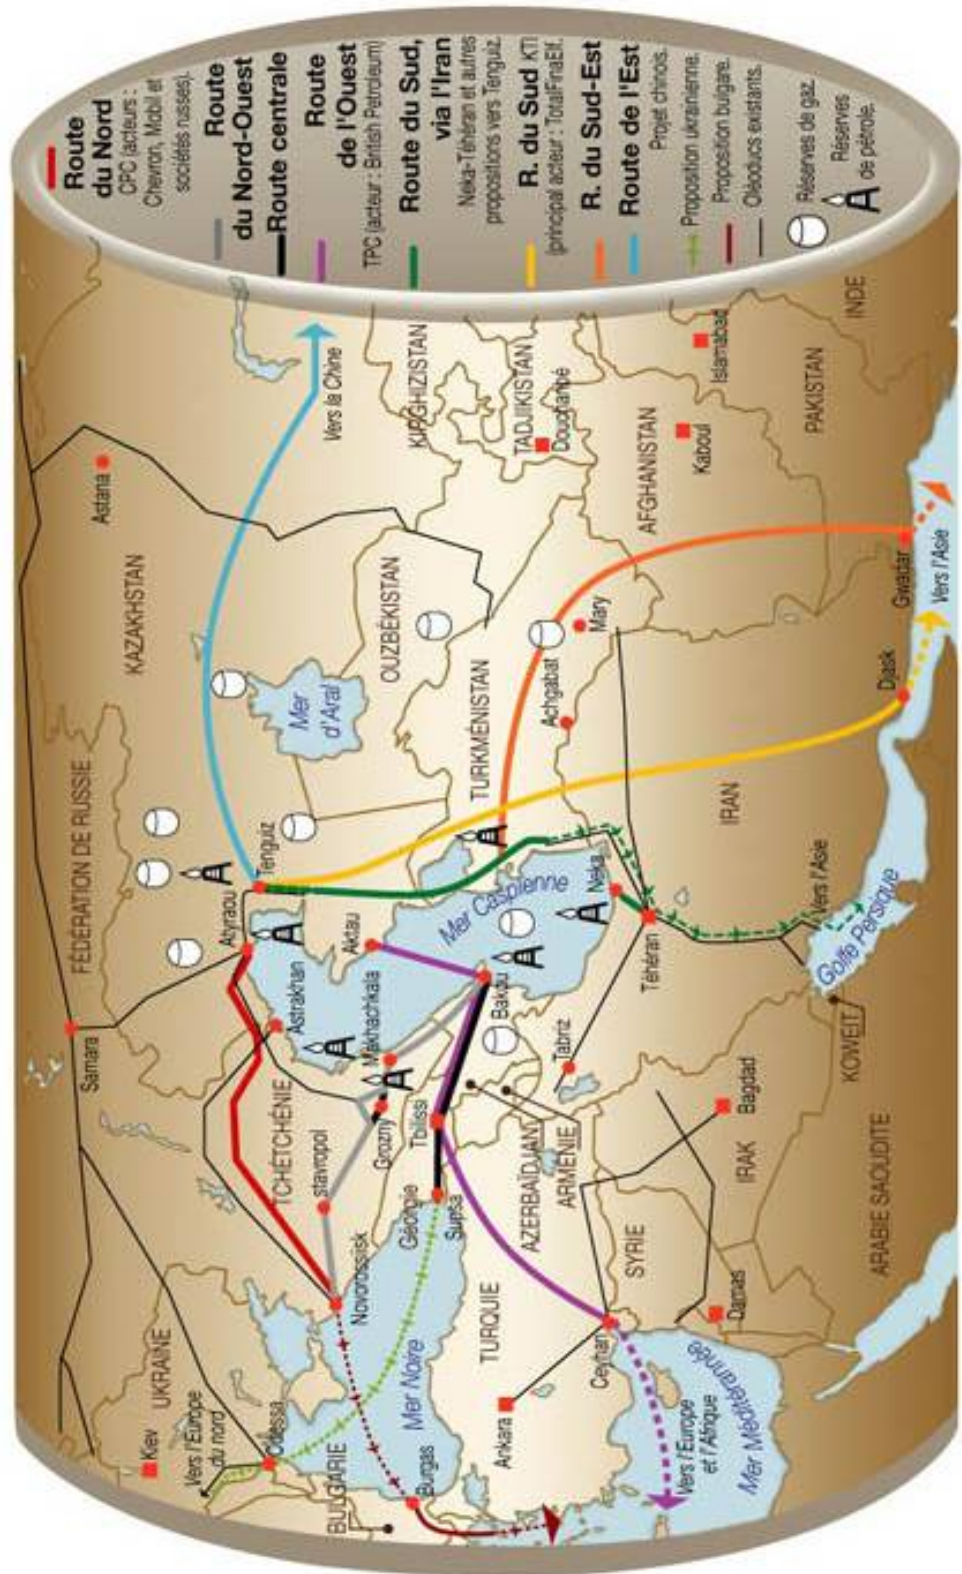 Route
du Nord
CPC (acteurs :
Chevron, Mobil et
sociétés russes).
Route
du Nord-Ouest
Route centrale
Route
de l'Ouest
TPC (acteur : British Petroleum)
Route du Sud,
via l'Iran
Neka-Téhéran et autres
propositions vers Tenguiz.
R. du Sud KTI
(principal acteur : TotalFinaElf.
R. du Sud-Est
Route de l'Est
Projet chinois.
Proposition ukrainienne.
Proposition bulgare.
Oléoducs existants.
Réserves de gaz.
Réserves
de pétrole.
FÉDÉRATION DE RUSSIE
Samara
KAZAKHSTAN
Astana
Kiev
UKRAINE
Vers l'Europe
du nord
Odessa
TCHÉTCHÉNIE
stavropol
Novorossisk
Grozny
Makhachkala
Astrakhan
Atyraou
Tenguiz
Aktau
Mer
d'Aral
Vers la Chine
OUZBÉKISTAN
KIRGHIZISTAN
BULGARIE
Burgas
Mer Noire
Géorgie
Supsa
Tbilissi
Bakou
Mer Caspienne
TURKMÉNISTAN
TADJIKISTAN
Douchanbé
Ankara
TURQUIE
AZERBAÏDJAN
ARMÉNIE
Tabriz
Neka
Achgabat
Mary
AFGHANISTAN
Kaboul
Islamabad
Ceyhan
SYRIE
Téhéran
IRAN
PAKISTAN
INDE
Vers l'Europe
et l'Afrique
Mer Méditerranée
Damas
Bagdad
IRAK
KOWEIT
Golfe Persique
Vers l'Asie
Djask
Gwadar
Vers l'Asie
ARABIE SAOUDITE